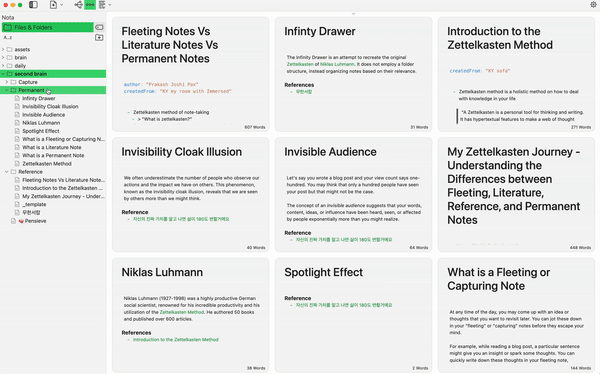 Nota
Files & Folders
A..z
assets
brain
daily
second brain
Capture
Permanent
Infinty Drawer
Invisibility Cloak Illusion
Invisible Audience
Niklas Luhmann
Spotlight Effect
What is a Fleeting or Capturing N...
What is a Literature Note
What is a Permanent Note
Zettelkasten Method
Reference
Fleeting Notes Vs Literature Note...
Introduction to the Zettelkasten ...
My Zettelkasten Journey - Under...
_template
Pensieve
Fleeting Notes Vs
Literature Notes Vs
Permanent Notes
author: "Prakash Joshi Pax"
createdFrom: "KY my room with Immersed"
- Zettelkasten method of note-taking
- > "What is zettelkasten?"
807 Words
Infinty Drawer
The Infinity Drawer is an attempt to recreate the original
Zettelkasten of Niklas Luhmann. It does not employ a folder
structure, instead organizing notes based on their relevance.
References
- 무한서랍
31 Words
Introduction to the
Zettelkasten Method
createdFrom: "KY sofa"
- Zettelkasten method is a holistic method on how to deal
with knowledge in your life
"A Zettelkasten is a personal tool for thinking and writing.
It has hypertextual features to make a web of thought
271 Words
Invisibility Cloak Illusion
We often overestimate the number of people who observe our
actions and the impact we have on others. This phenomenon,
known as the invisibility cloak illusion, reveals that we are seen
by others more than we might think.
Reference
- 자신의 진짜 가치를 알고 나면 삶이 180도 변할거예요
40 Words
Invisible Audience
Let's say you wrote a blog post and your view count says one-
hundred. You may think that only a hundred people have seen
your post but that might not be the case.
The concept of an invisible audience suggests that your words,
content, ideas, or influence have been heard, seen, or affected
by people exponentially more than you might realize.
Reference
- 자신의 진짜 가치를 알고 나면 삶이 180도 변할거예요
64 Words
My Zettelkasten Journey -
Understanding the
Differences between
Fleeting, Literature,
Reference, and Permanent
Notes
448 Words
Niklas Luhmann
Niklas Luhmann (1927-1998) was a highly productive German
social scientist, renowned for his incredible productivity and his
utilization of the Zettelkasten Method. He authored 50 books
and published over 600 articles.
References
- Introduction to the Zettelkasten Method
38 Words
Spotlight Effect
Reference
- 자신의 진짜 가치를 알고 나면 삶이 180도 변할거예요
2 Words
What is a Fleeting or
Capturing Note
At any time of the day, you may come up with an idea or
thoughts that you want to revisit later. You can jot these down
in your "fleeting" or "capturing" notes before they escape your
mind.
For example, while reading a blog post, a particular sentence
might give you an insight or spark some thoughts. You can
quickly write down these thoughts in your fleeting note,
144 Words